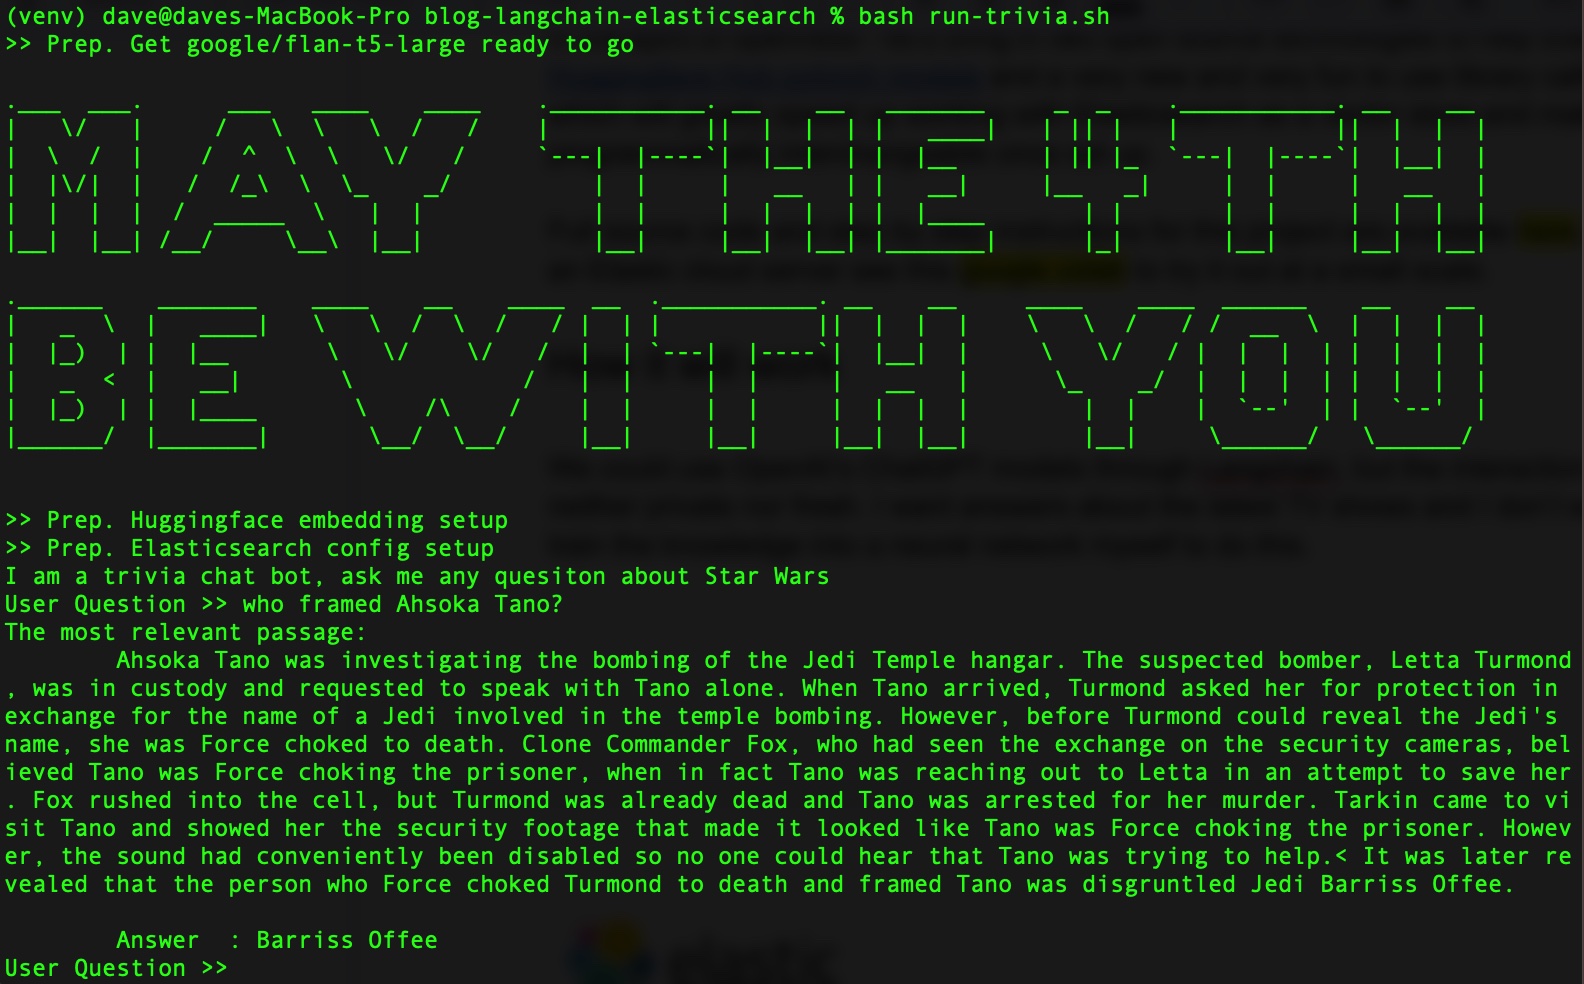 (venv) dave@daves-MacBook-Pro blog-langchain-elasticsearch % bash run-trivia.sh
>> Prep. Get google/flan-t5-large ready to go
MAY THE 4TH
BE WITH YOU
>> Prep. Huggingface embedding setup
>> Prep. Elasticsearch config setup
I am a trivia chat bot, ask me any quesiton about Star Wars
User Question >> who framed Ahsoka Tano?
The most relevant passage:
Ahsoka Tano was investigating the bombing of the Jedi Temple hangar. The suspected bomber, Letta Turmond
, was in custody and requested to speak with Tano alone. When Tano arrived, Turmond asked her for protection in
exchange for the name of a Jedi involved in the temple bombing. However, before Turmond could reveal the Jedi's
name, she was Force choked to death. Clone Commander Fox, who had seen the exchange on the security cameras, bel
ieved Tano was Force choking the prisoner, when in fact Tano was reaching out to Letta in an attempt to save her
. Fox rushed into the cell, but Turmond was already dead and Tano was arrested for her murder. Tarkin came to vi
sit Tano and showed her the security footage that made it looked like Tano was Force choking the prisoner. Howev
er, the sound had conveniently been disabled so no one could hear that Tano was trying to help.< It was later re
vealed that the person who Force choked Turmond to death and framed Tano was disgruntled Jedi Barriss Offee.
Answer : Barriss Offee
elastic
User Question >>